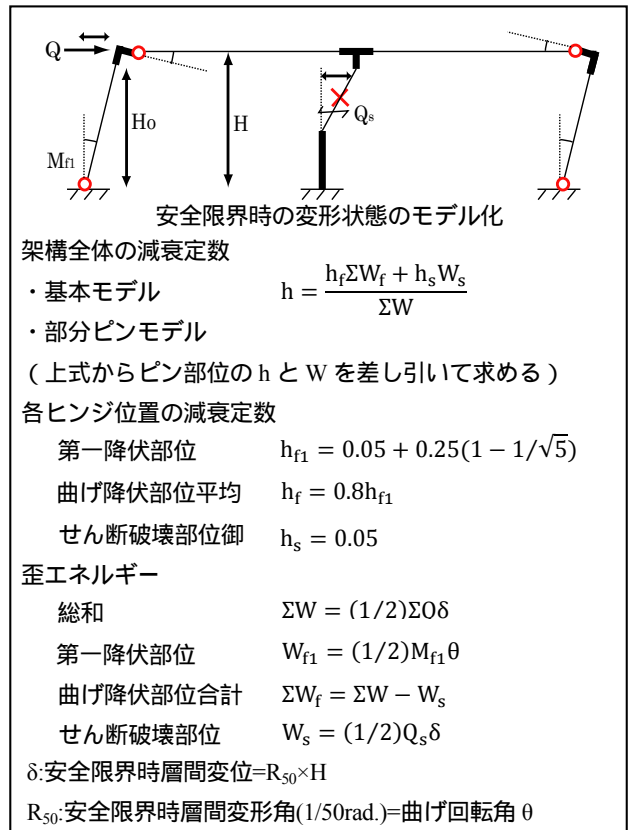 Q
Ho
H
Qs
Mf1
安全限界時の変形状態のモデル化
架構全体の減衰定数
・基本モデル h = (hfΣWf + hsWs) / ΣW
・部分ピンモデル
（上式からピン部位の h と W を差し引いて求める）
各ヒンジ位置の減衰定数
第一降伏部位 hf1 = 0.05 + 0.25(1 − 1/√5)
曲げ降伏部位平均 hf = 0.8hf1
せん断破壊部位御 hs = 0.05
歪エネルギー
総和 ΣW = (1/2)ΣQδ
第一降伏部位 Wf1 = (1/2)Mf1θ
曲げ降伏部位合計 ΣWf = ΣW − Ws
せん断破壊部位 Ws = (1/2)Qsδ
δ:安全限界時層間変位=R50×H
R50:安全限界時層間変形角(1/50rad.)=曲げ回転角 θ